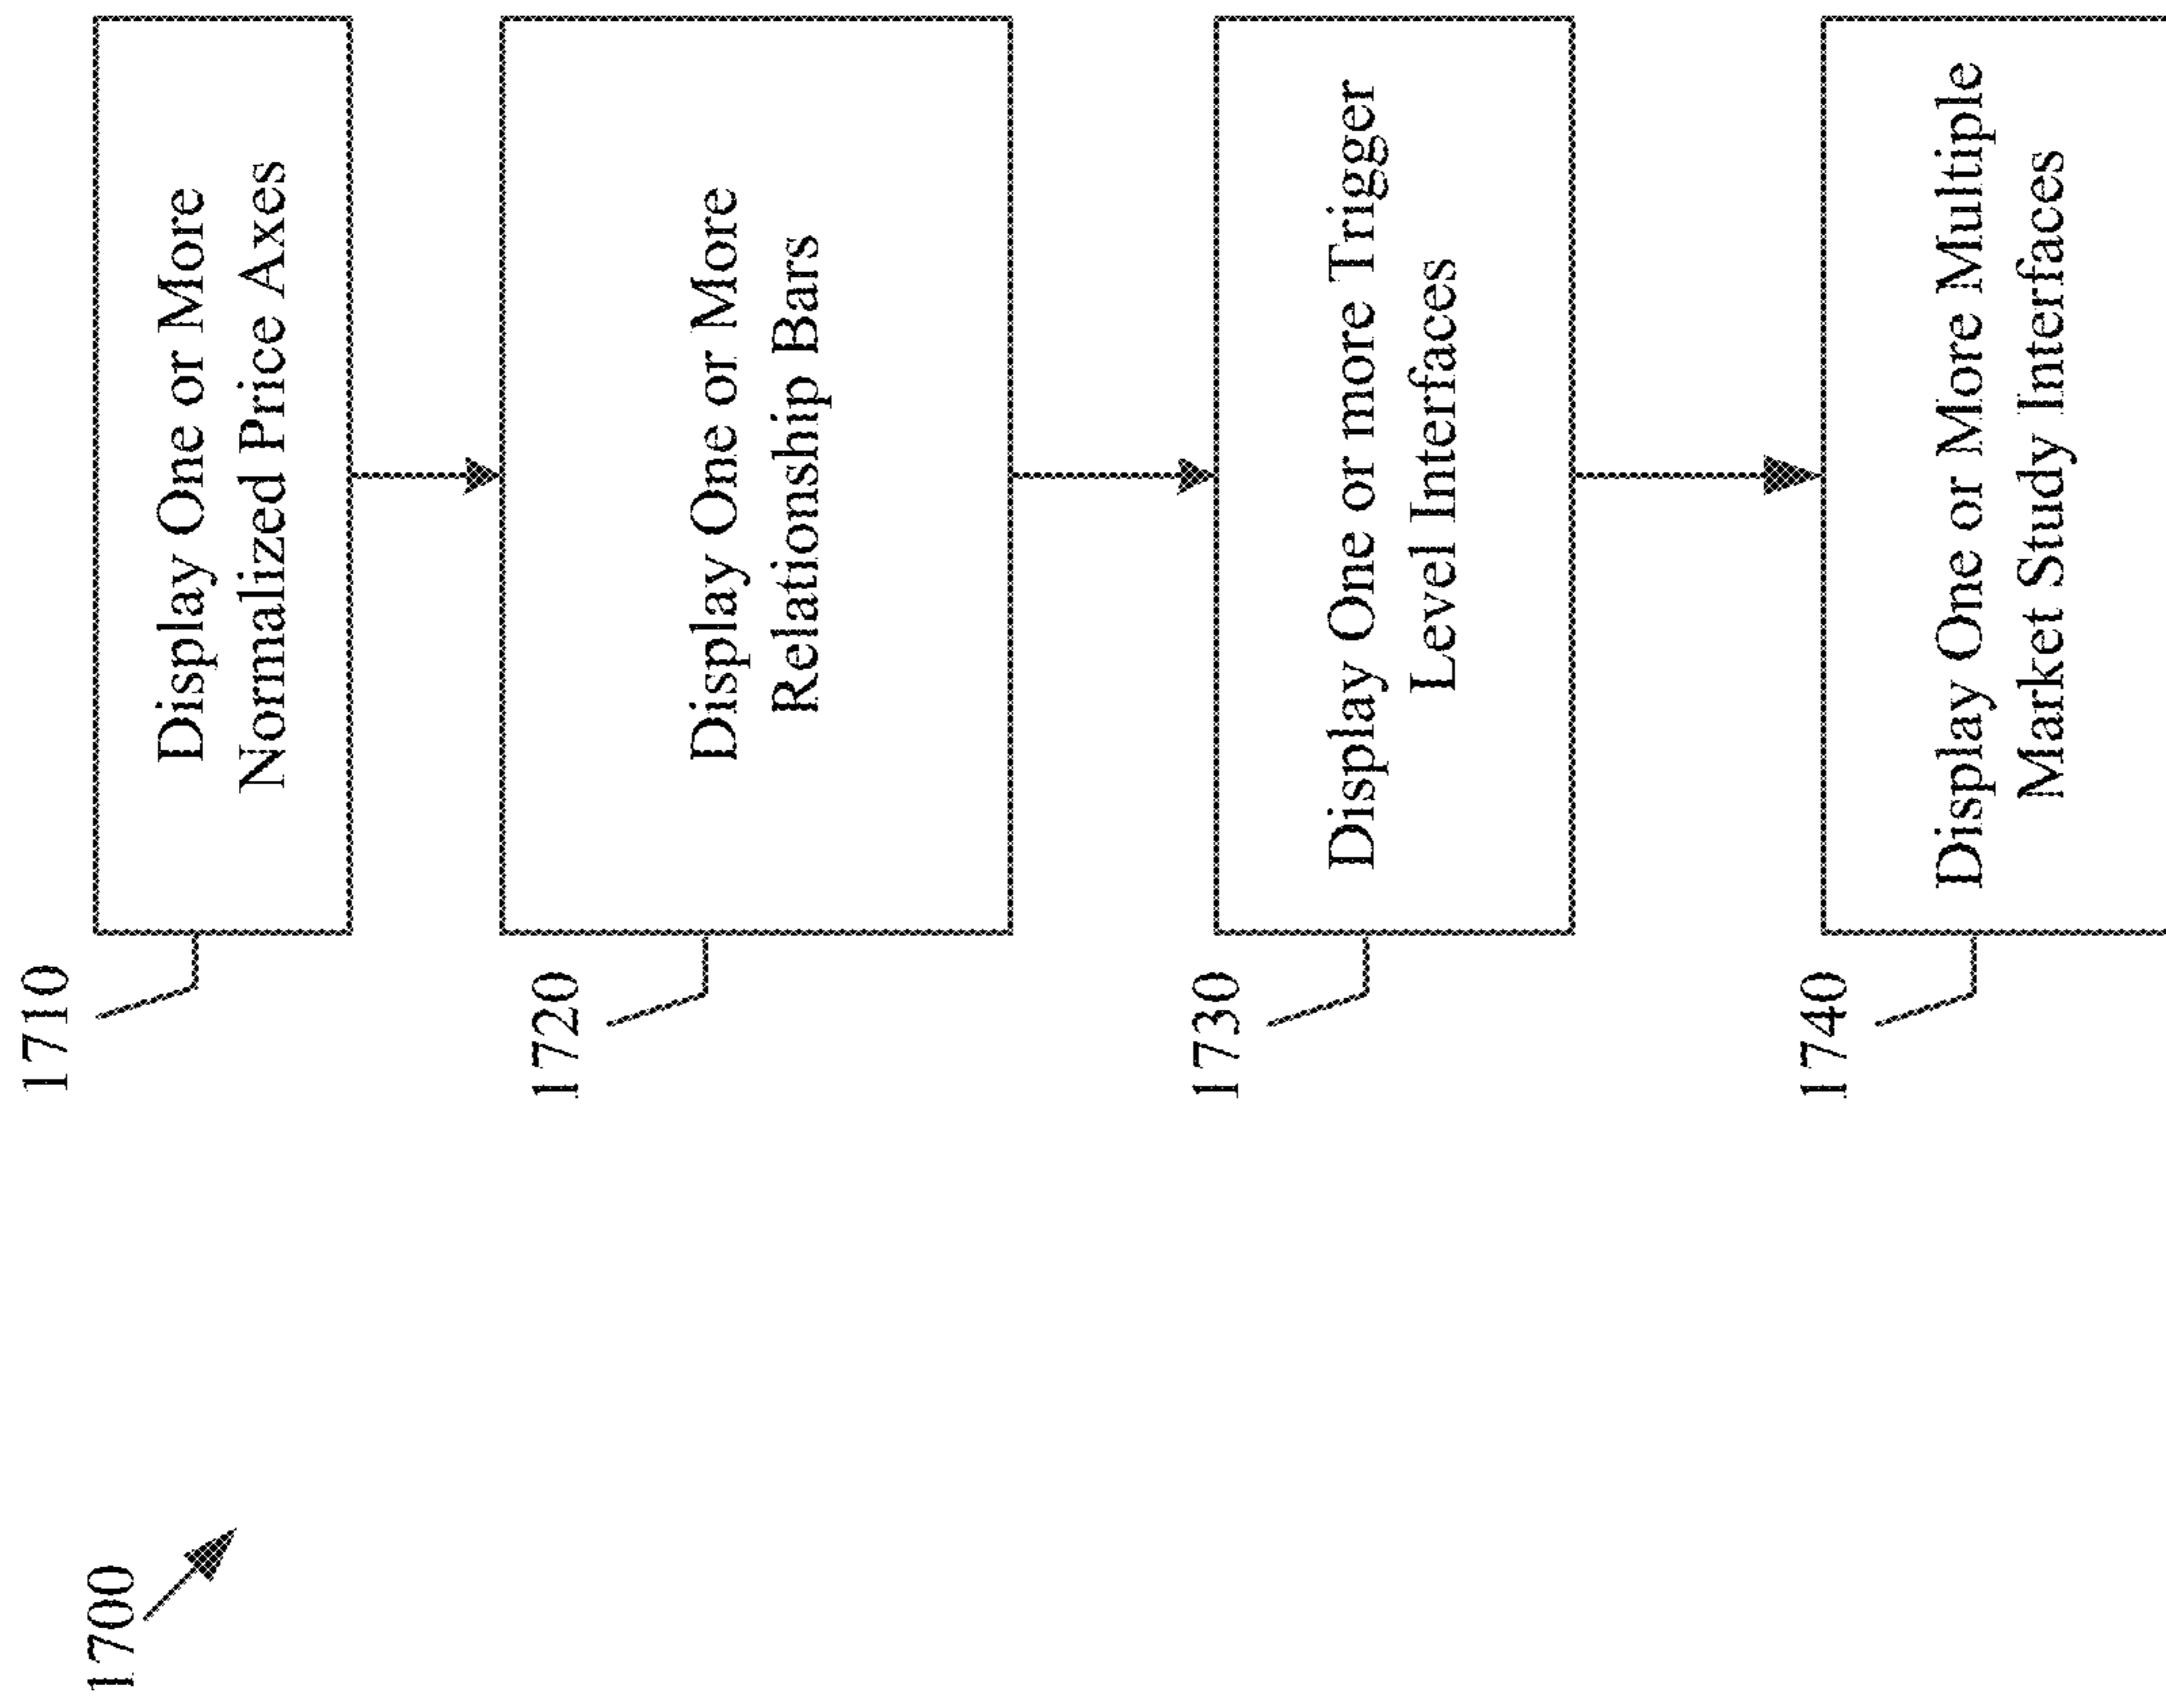 1700
1710
Display One or More
Normalized Price Axes
1720
Display One or More
Relationship Bars
1730
Display One or more Trigger
Level Interfaces
1740
Display One or More Multiple
Market Study Interfaces